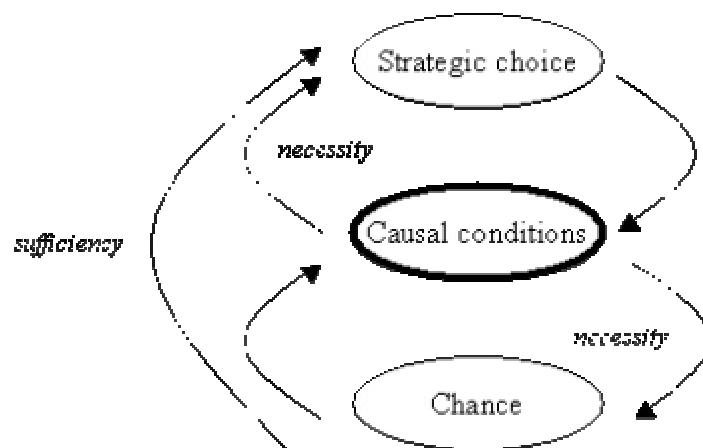 Strategic choice
necessity
Causal conditions
sufficiency
necessity
Chance